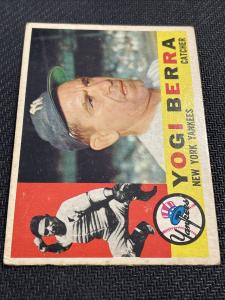 YOGI BERRA
CATCHER
NEW YORK YANKEES
Yankees